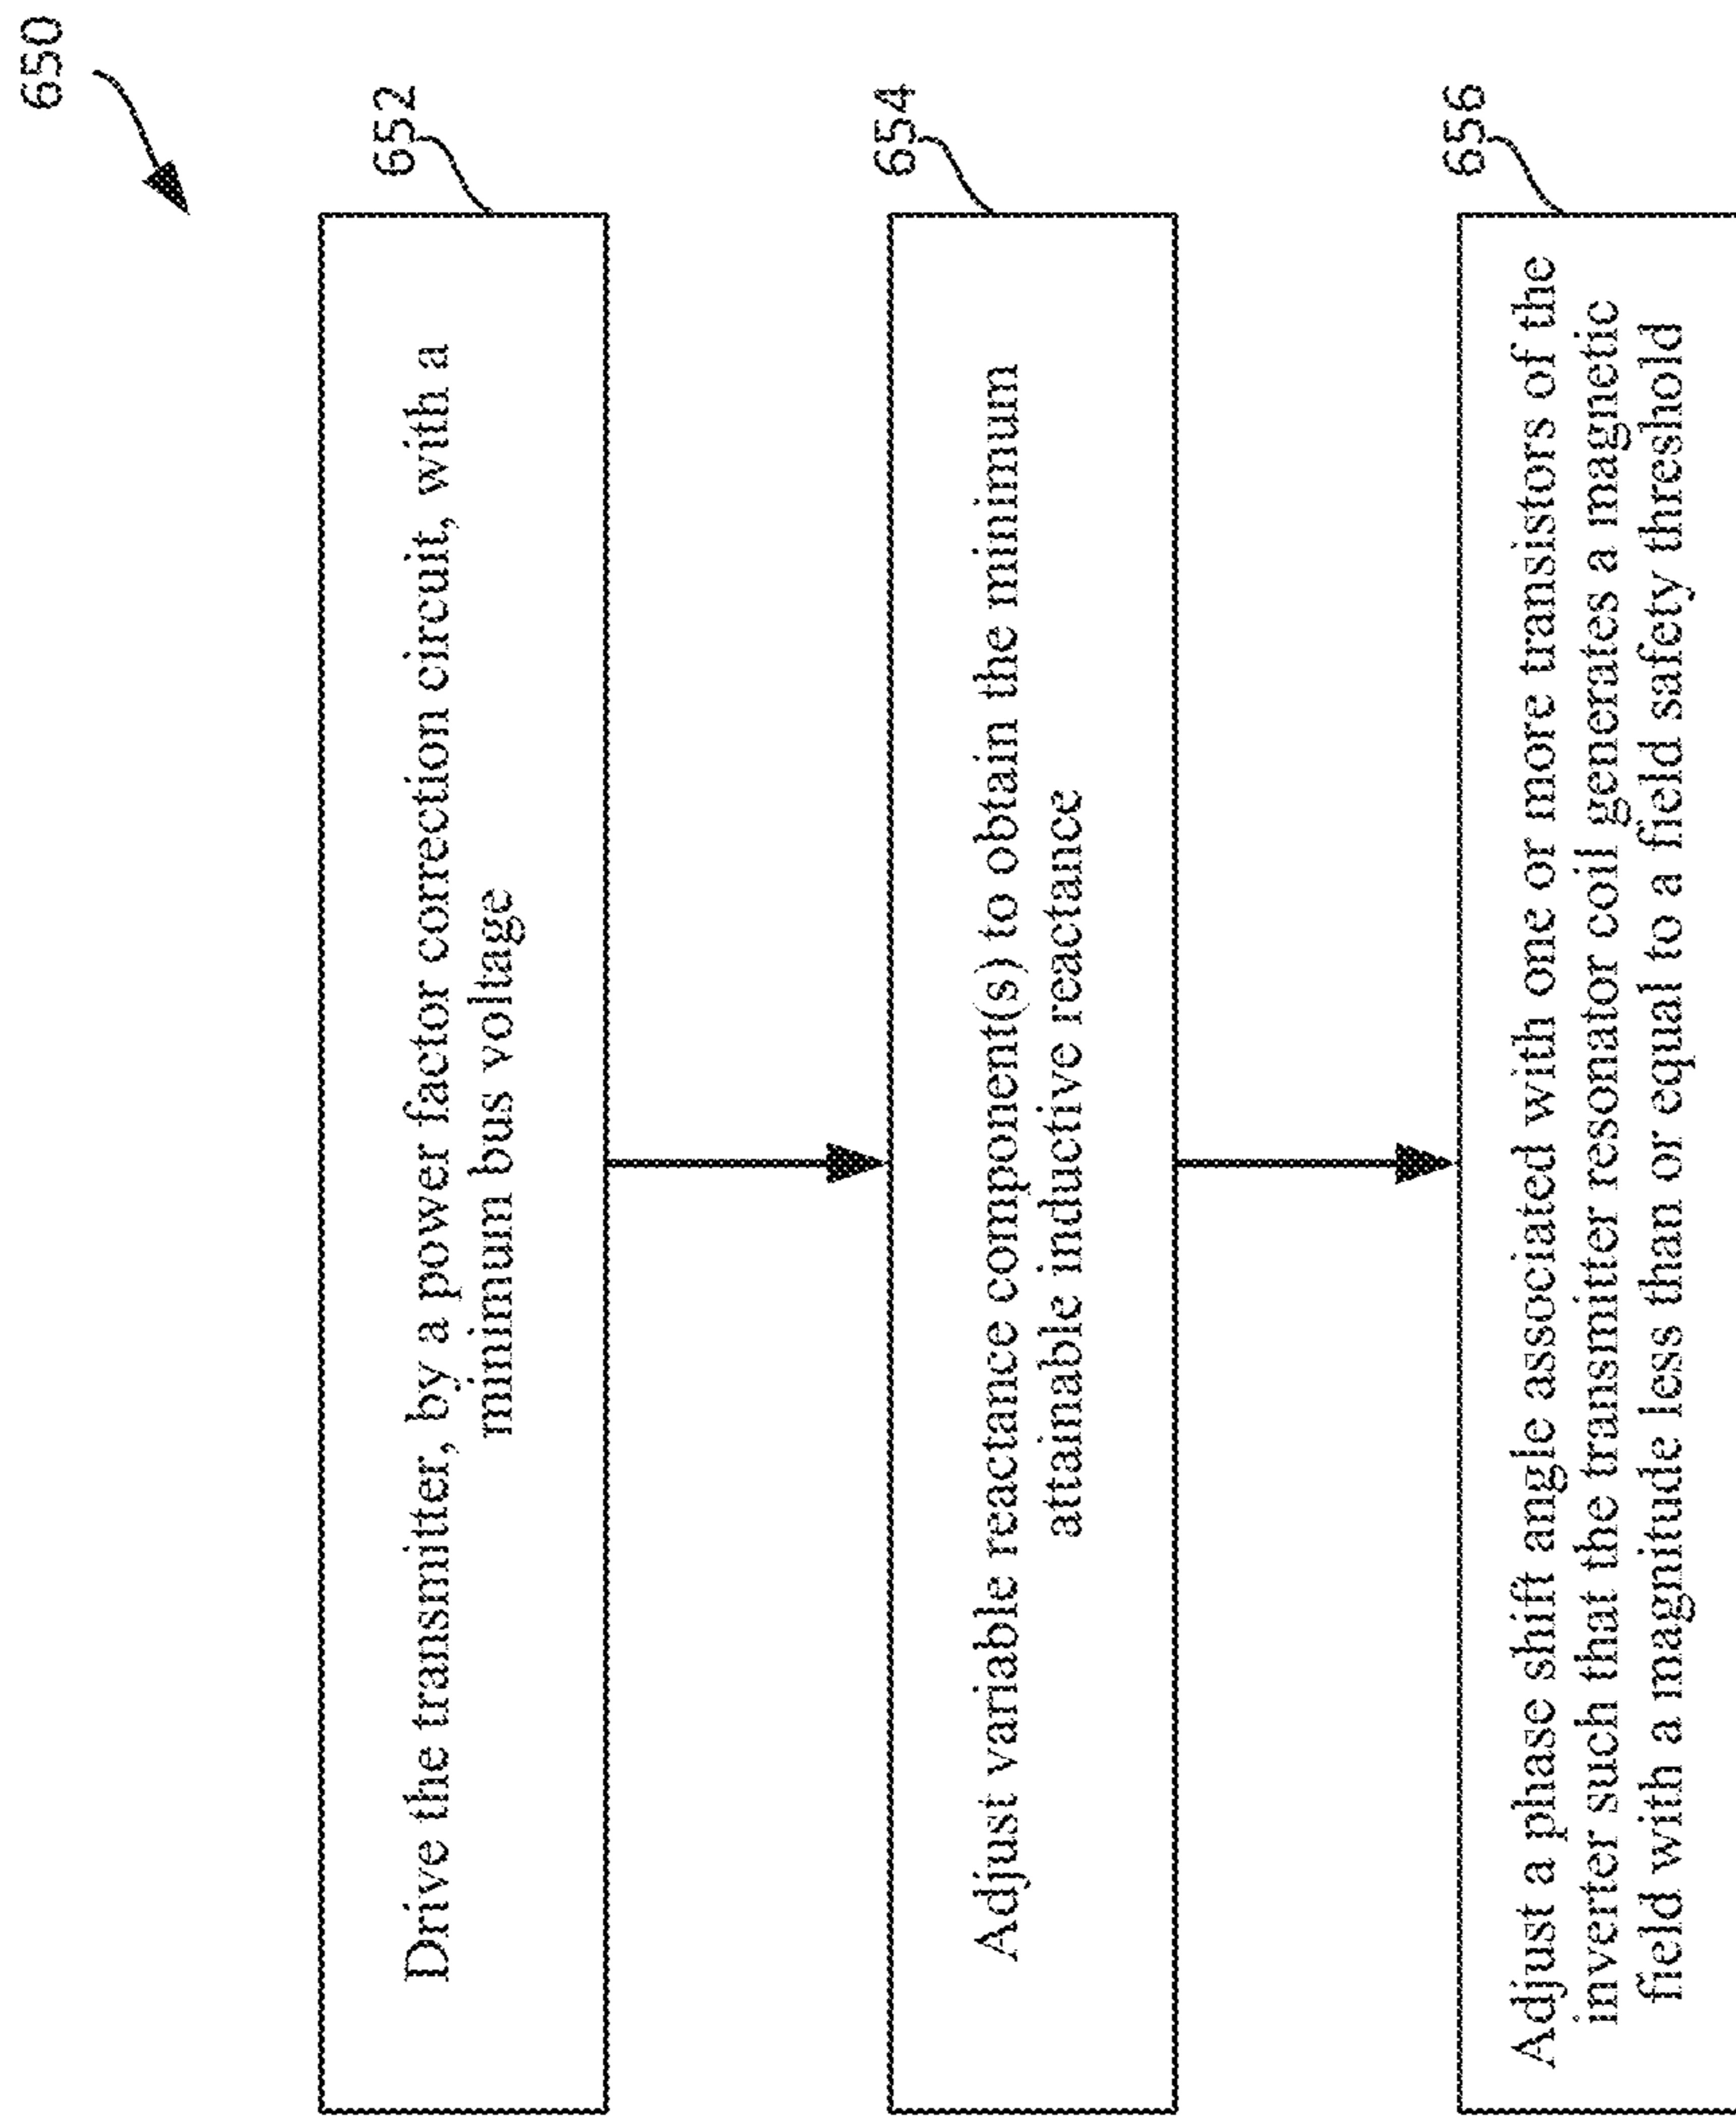 650
652
Drive the transmitter, by a power factor correction circuit, with a
minimum bus voltage
654
Adjust variable reactance component(s) to obtain the minimum
attainable inductive reactance
656
Adjust a phase shift angle associated with one or more transistors of the
inverter such that the transmitter resonator coil generates a magnetic
field with a magnitude less than or equal to a field safety threshold